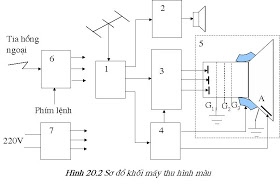 Tia hồng
ngoại
Phím lệnh
220V
1
2
3
4
5
6
7
G1 G2 G3
A
Hình 20.2 Sơ đồ khối máy thu hình màu